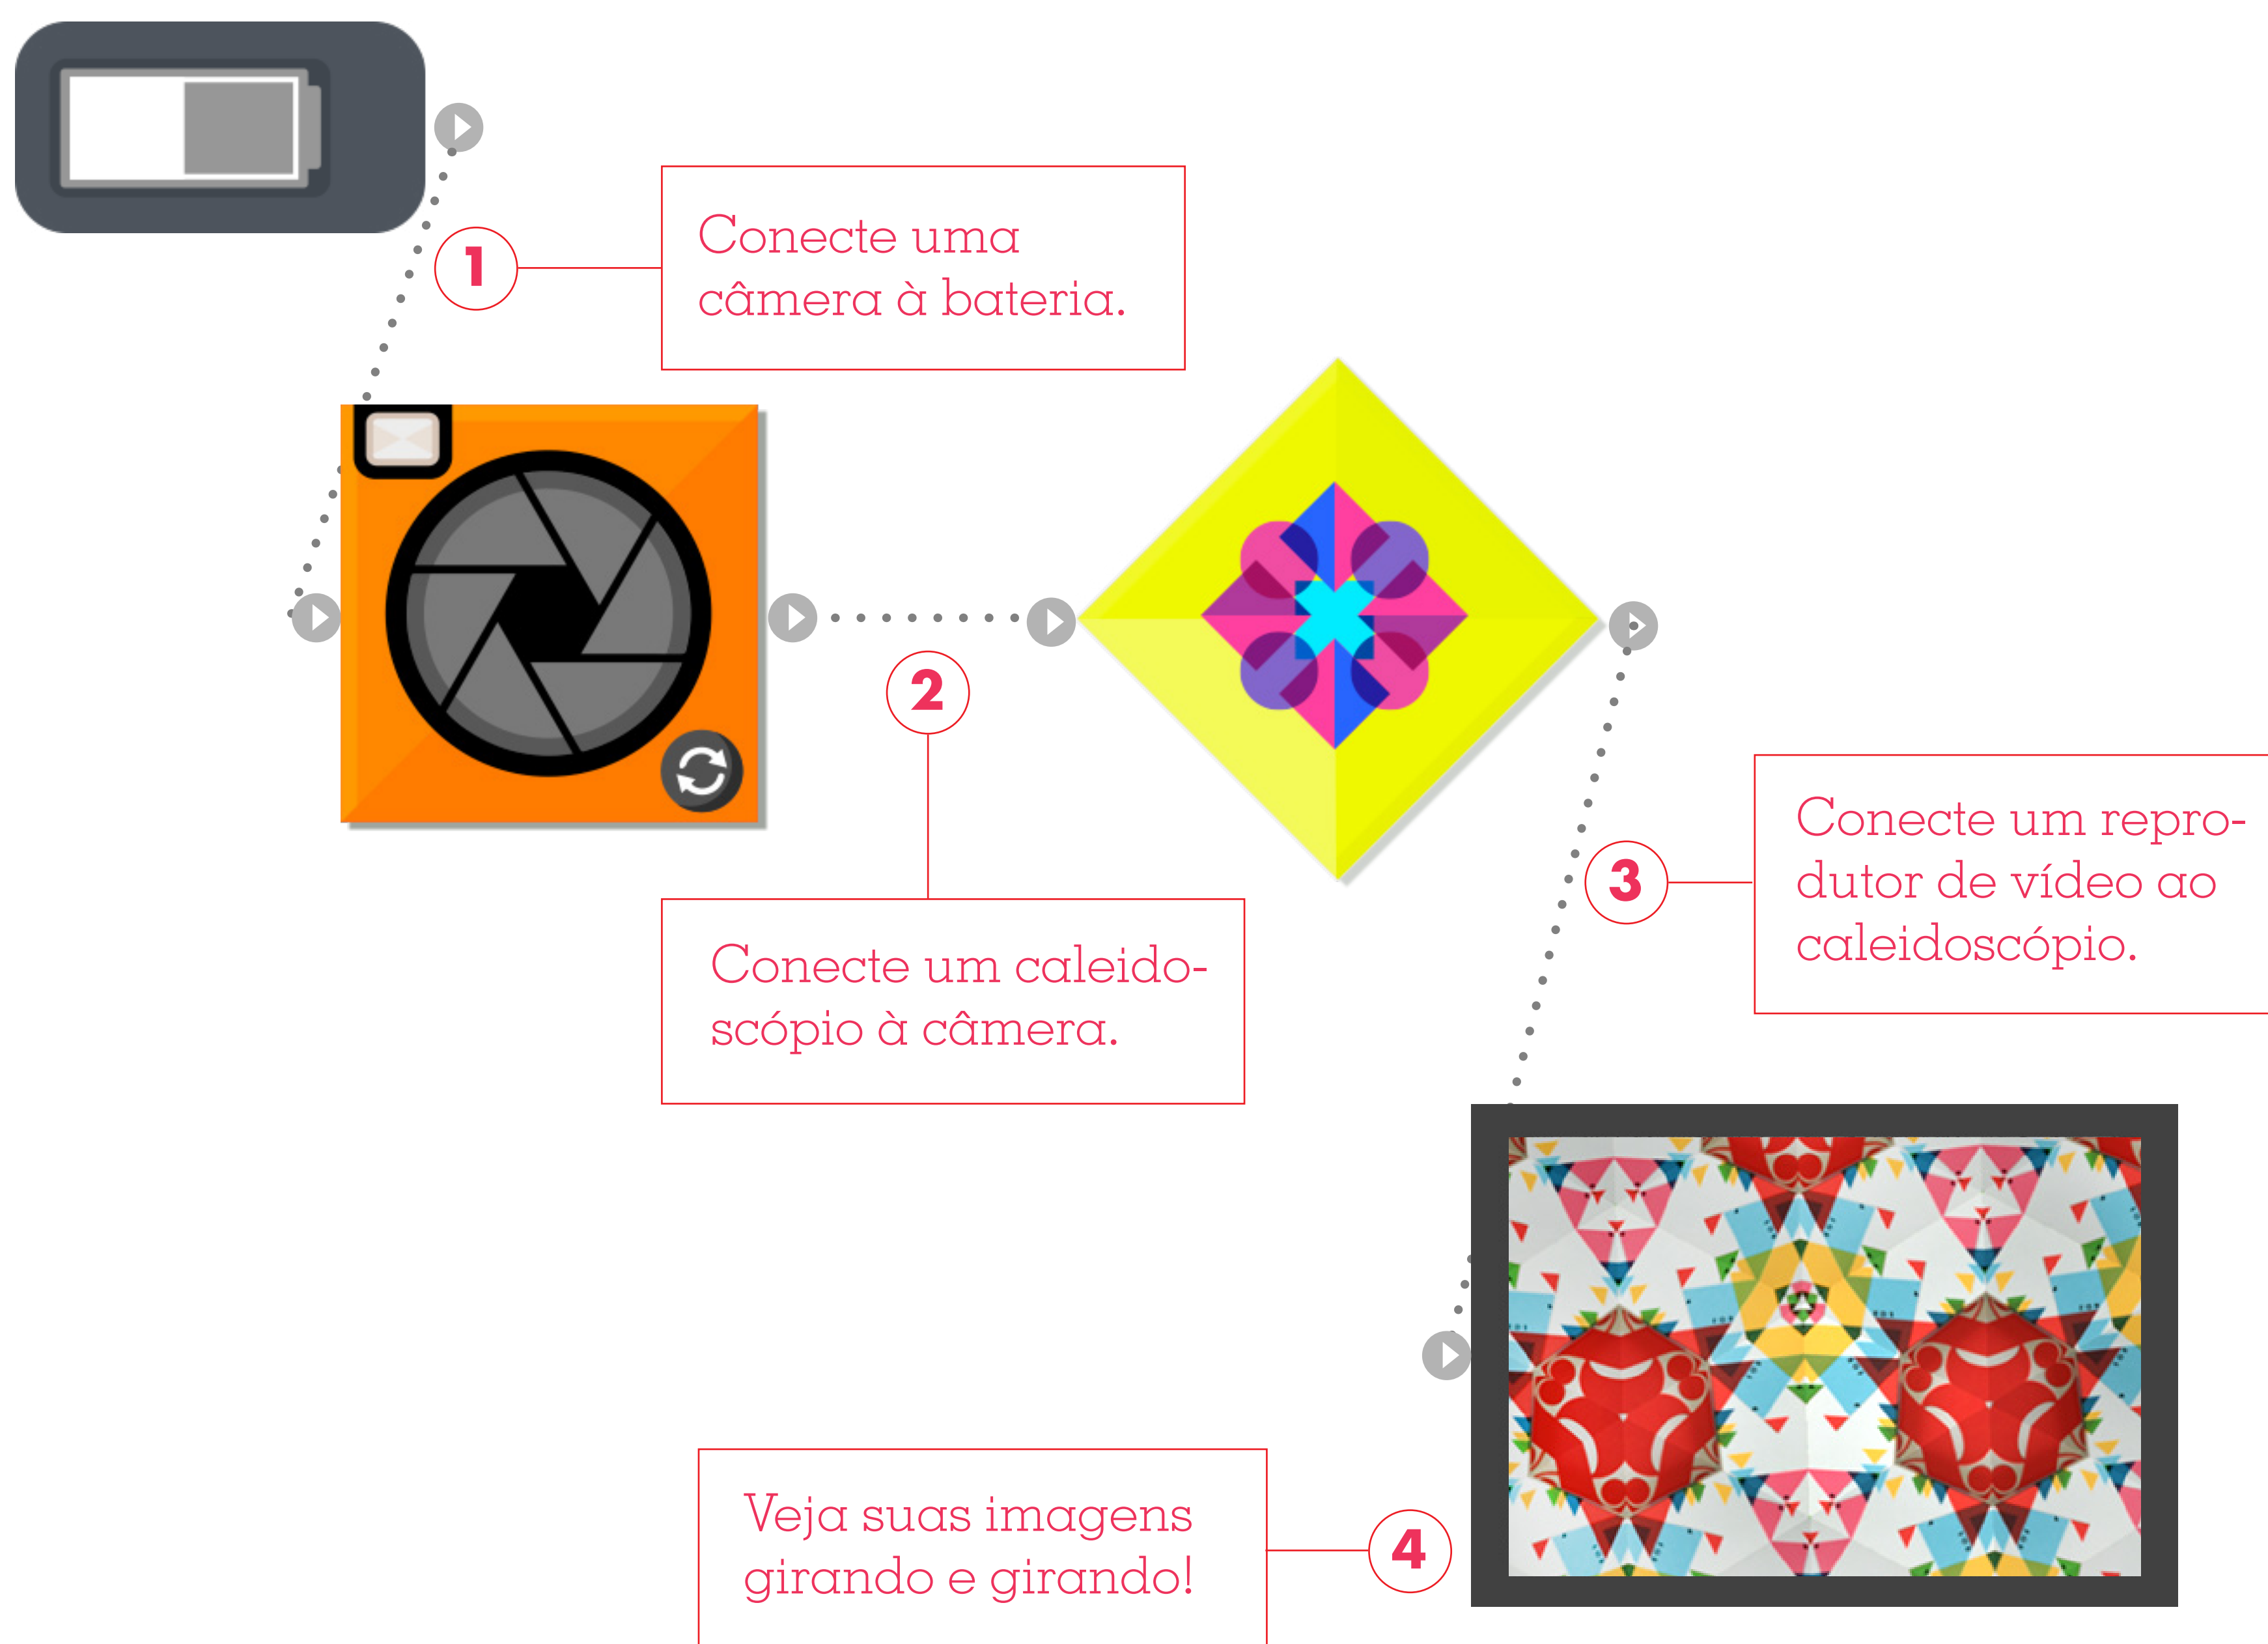 1
Conecte uma
câmera à bateria.
2
Conecte um caleido-
scópio à câmera.
3
Conecte um repro-
dutor de vídeo ao
caleidoscópio.
4
Veja suas imagens
girando e girando!